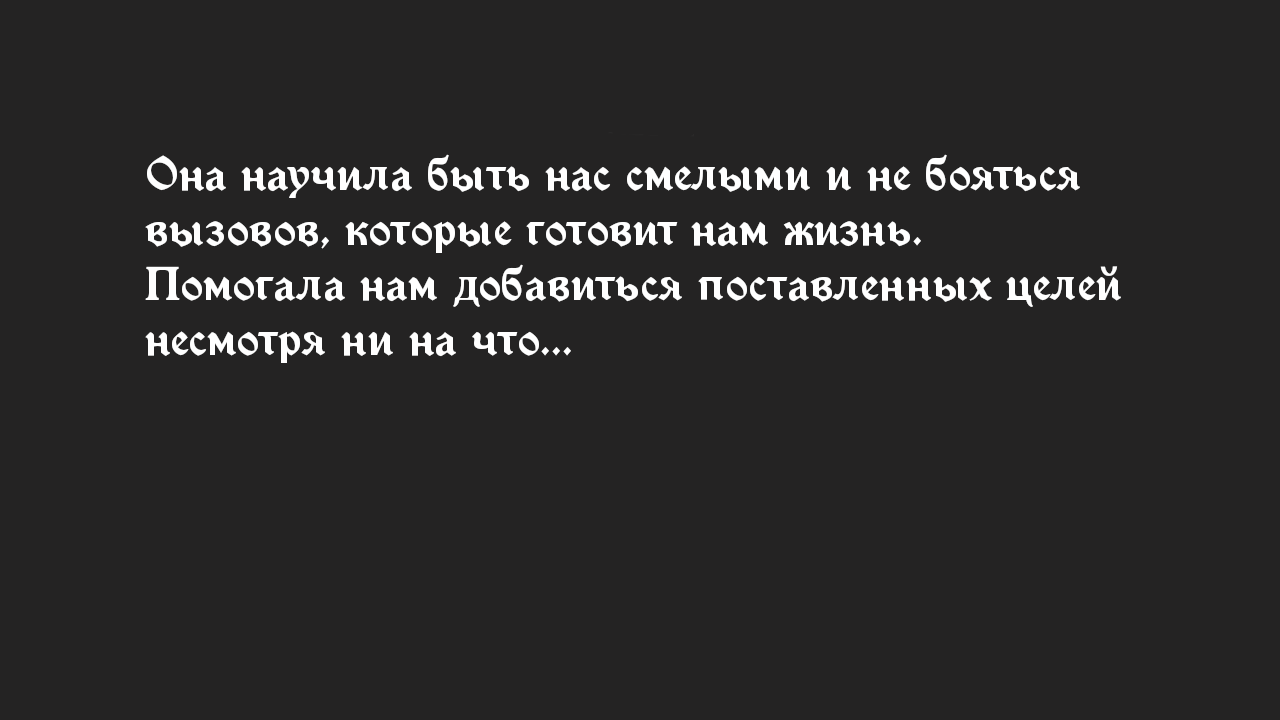 Она научила быть нас смелыми и не бояться
вызовов, которые готовит нам жизнь.
Помогала нам добавиться поставленных целей
несмотря ни на что...